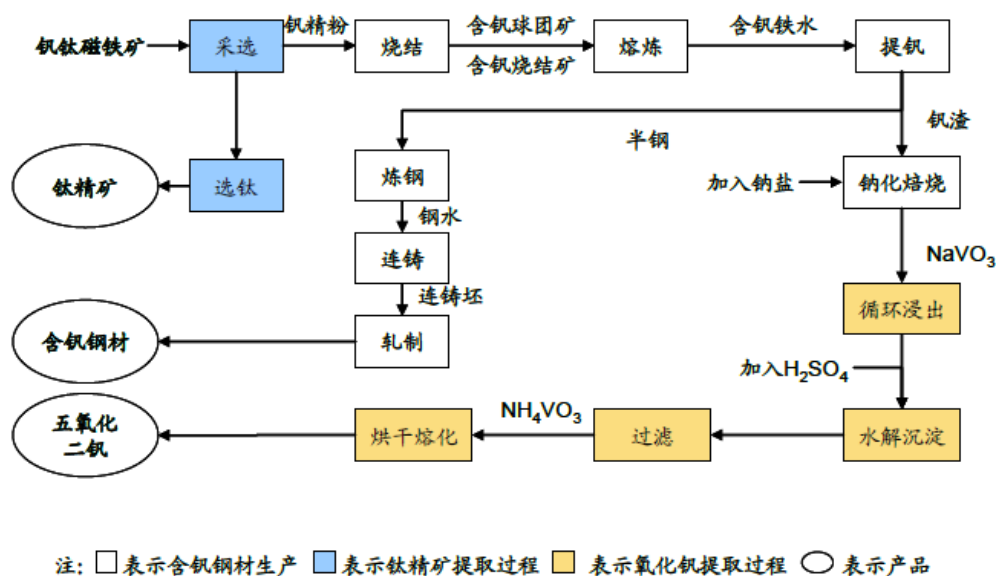 钒钛磁铁矿
采选
钒精粉
烧结
含钒球团矿
含钒烧结矿
熔炼
含钒铁水
提钒
半钢
钒渣
钛精矿
选钛
炼钢
加入钠盐
钠化焙烧
钢水
连铸
NaVO₃
连铸坯
循环浸出
含钒钢材
轧制
加入H₂SO₄
五氧化
二钒
烘干熔化
NH₄VO₃
过滤
水解沉淀
注： 表示含钒钢材生产 表示钛精矿提取过程 表示氧化钒提取过程 表示产品